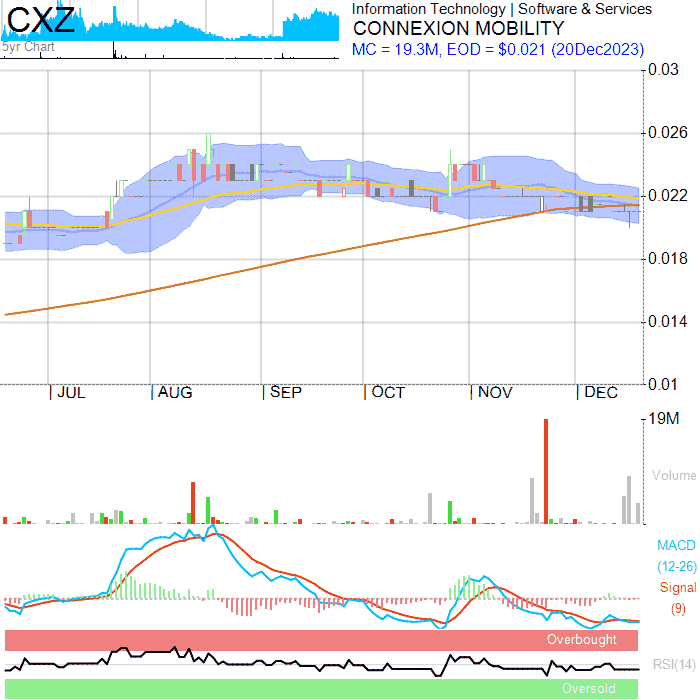 CXZ
5yr Chart
Information Technology | Software & Services
CONNEXION MOBILITY
MC = 19.3M, EOD = $0.021 (20Dec2023)
0.03
0.026
0.022
0.018
0.014
0.01
| JUL | AUG | SEP | OCT | NOV | DEC
19M
Volume
MACD
(12-26)
Signal
(9)
Overbought
RSI(14)
Oversold